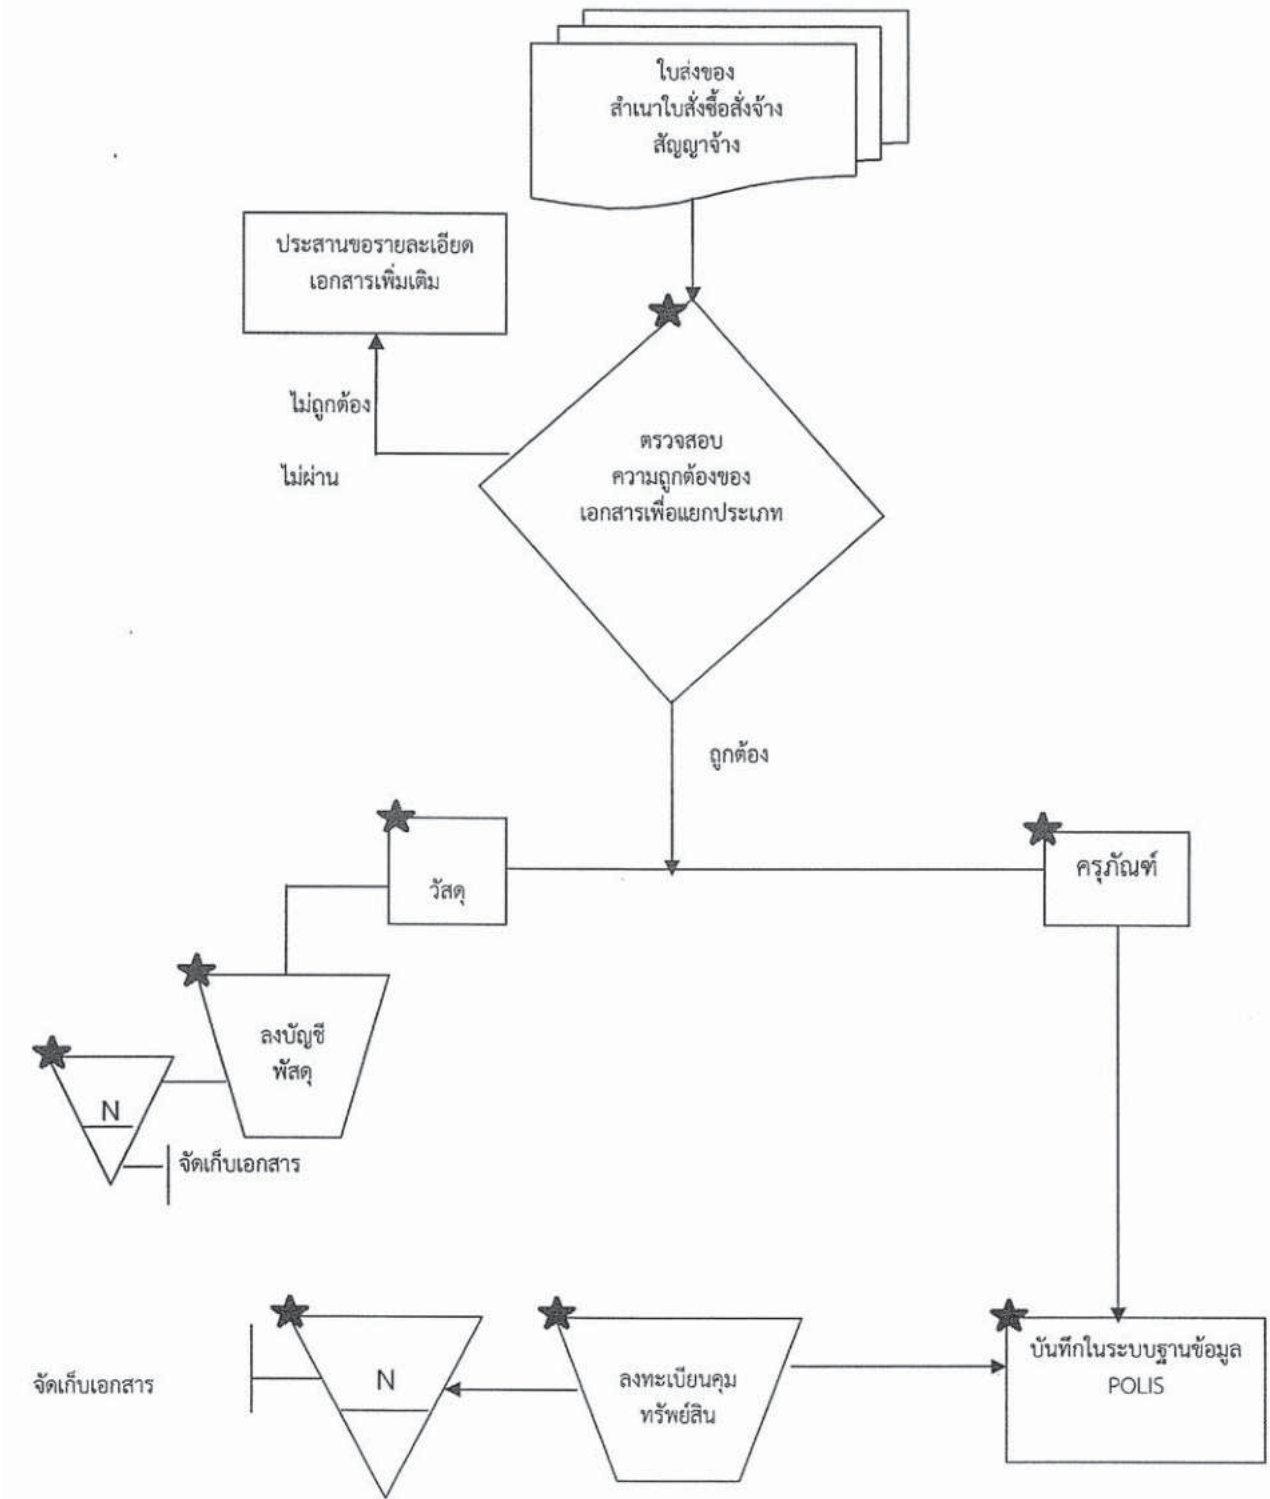 ใบส่งของ
สำเนาใบสั่งซื้อสั่งจ้าง
สัญญาจ้าง
ประสานขอรายละเอียด
เอกสารเพิ่มเติม
ไม่ถูกต้อง
ไม่ผ่าน
ตรวจสอบ
ความถูกต้องของ
เอกสารเพื่อแยกประเภท
ถูกต้อง
วัสดุ
ครุภัณฑ์
ลงบัญชี
พัสดุ
N
จัดเก็บเอกสาร
บันทึกในระบบฐานข้อมูล
POLIS
ลงทะเบียนคุม
ทรัพย์สิน
N
จัดเก็บเอกสาร